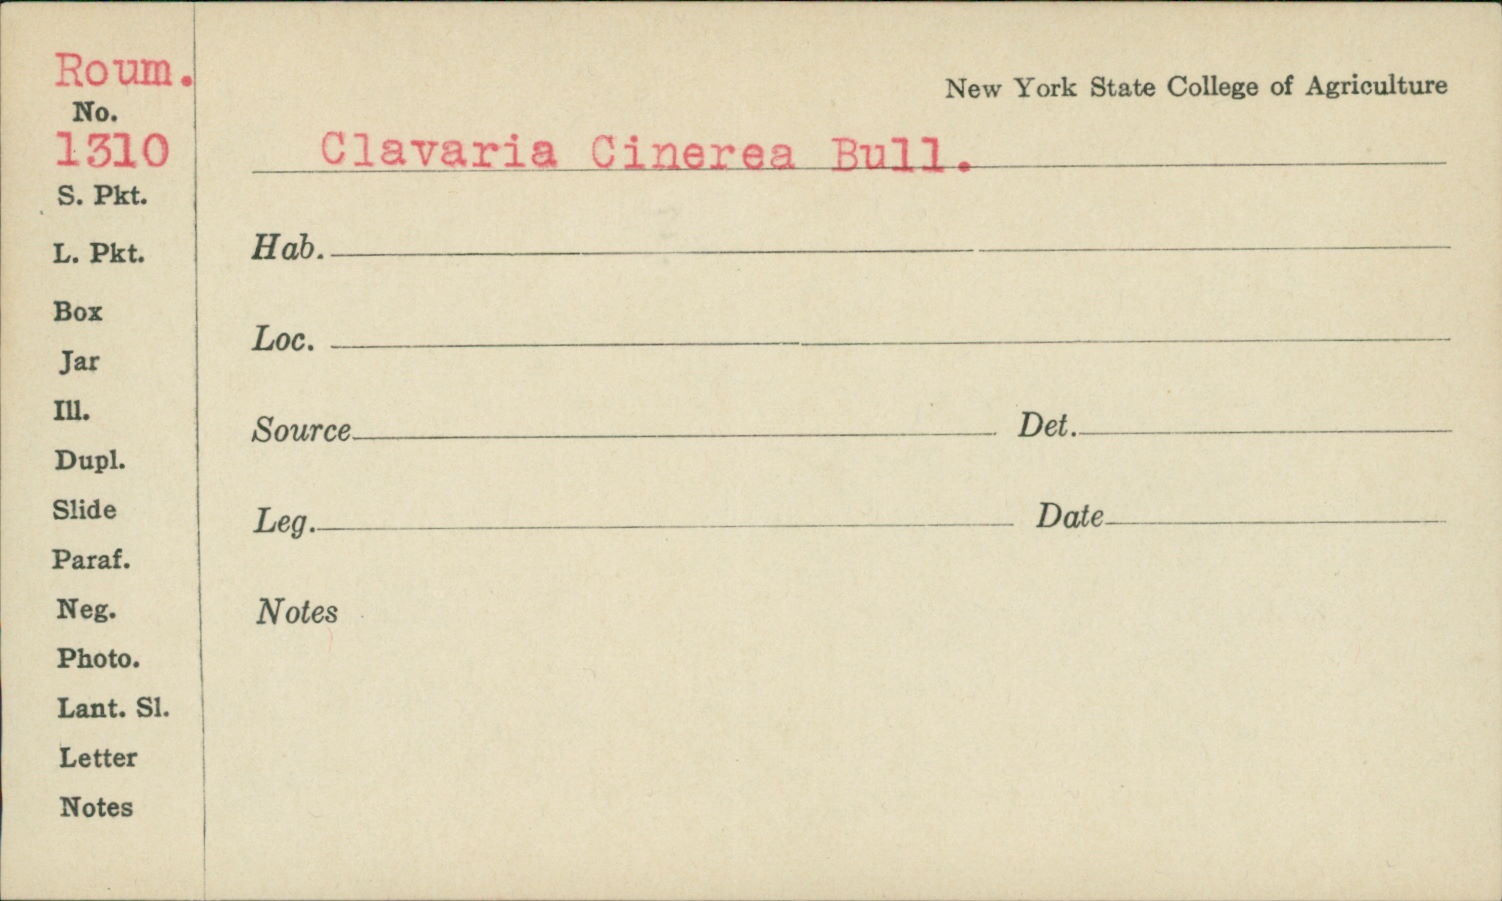 Roum.
No.
1310
S. Pkt.
L. Pkt.
Box
Jar
Ill.
Dupl.
Slide
Paraf.
Neg.
Photo.
Lant. Sl.
Letter
Notes
New York State College of Agriculture
Clavaria Cinerea Bull.
Hab.
Loc.
Source Det.
Leg. Date
Notes